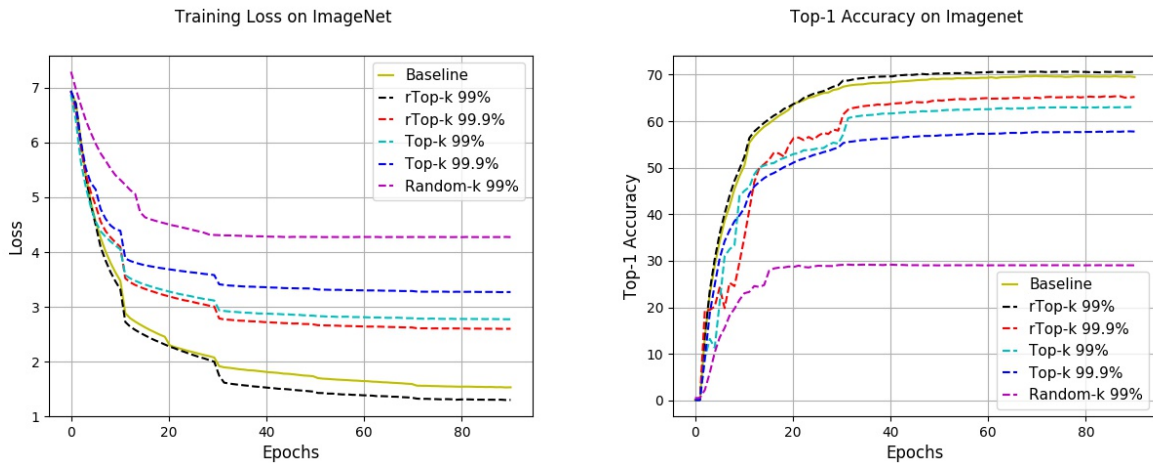 Training Loss on ImageNet
7
6
5
4
3
2
1
Loss
0
20
40
60
80
Epochs
Baseline
rTop-k 99%
rTop-k 99.9%
Top-k 99%
Top-k 99.9%
Random-k 99%
Top-1 Accuracy on Imagenet
70
60
50
40
30
20
10
0
Top-1 Accuracy
0
20
40
60
80
Epochs
Baseline
rTop-k 99%
rTop-k 99.9%
Top-k 99%
Top-k 99.9%
Random-k 99%